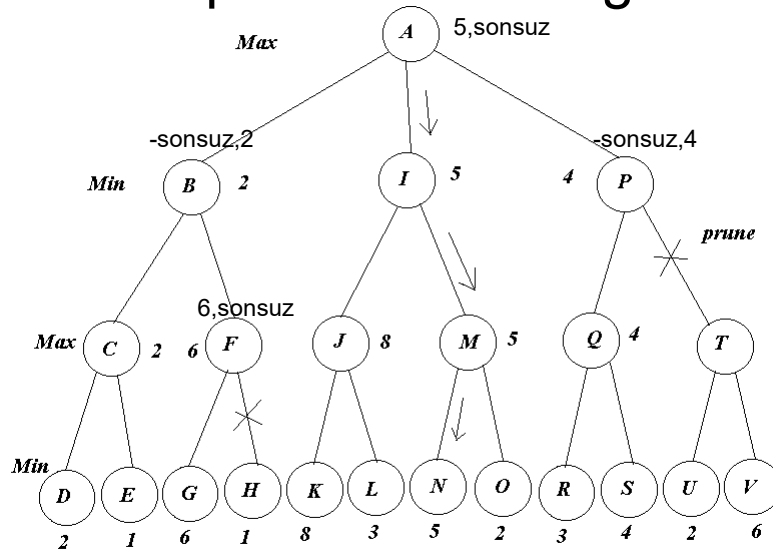 Max A 5,sonsuz
-sonsuz,2 -sonsuz,4
Min B 2 I 5 4 P
prune
6,sonsuz
Max C 2 6 F J 8 M 5 Q 4 T
Min D E G H K L N O R S U V
2 1 6 1 8 3 5 2 3 4 2 6